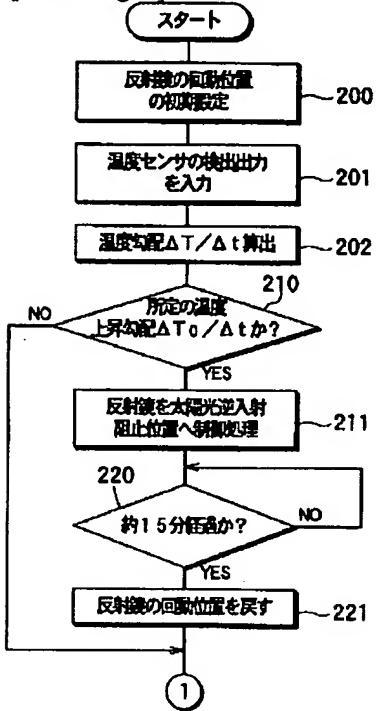 スタート
反射鏡の回動位置
の初期設定
200
温度センサの検出出力
を入力
201
温度勾配ΔT／Δt算出
202
210
所定の温度
上昇勾配ΔTo／Δtか？
NO
YES
反射鏡を太陽光逆入射
阻止位置へ制御処理
211
220
約15分経過か？
NO
YES
反射鏡の回動位置を戻す
221
1